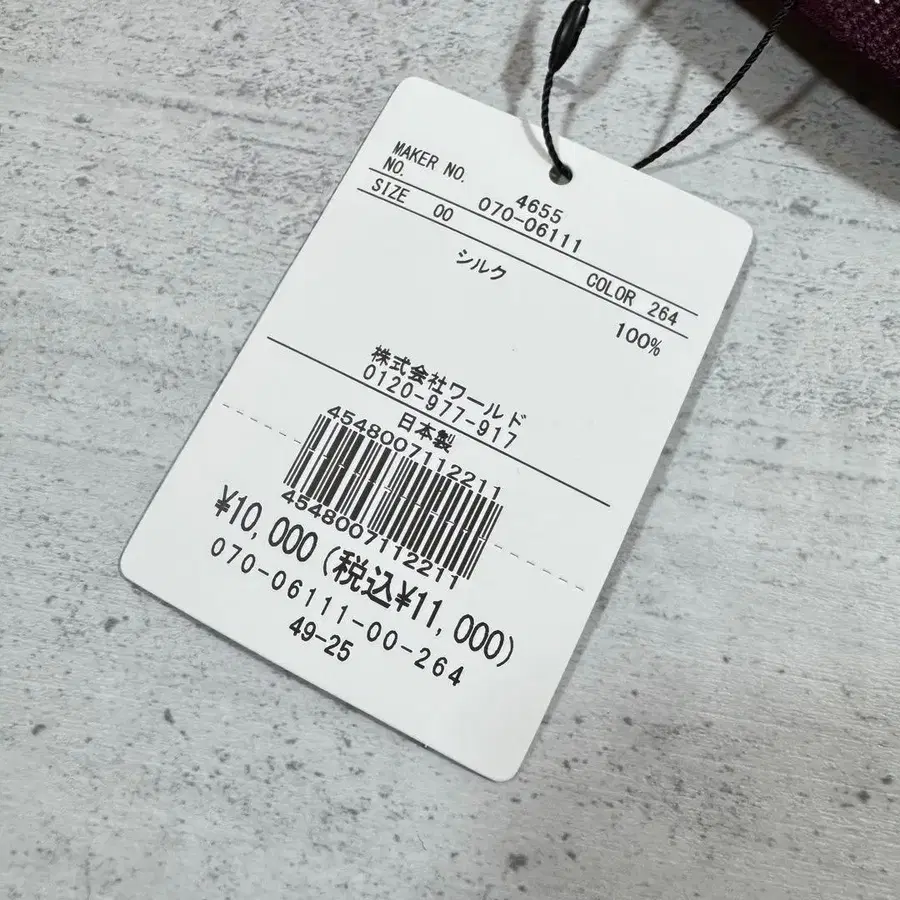 MAKER NO. 4655
NO. 070-06111
SIZE 00 COLOR 264
シルク 100%
株式会社ワールド
0120-977-917
日本製
4548007112211
4548007112211
¥10,000(税込¥11,000)
070-06111-00-264
49-25